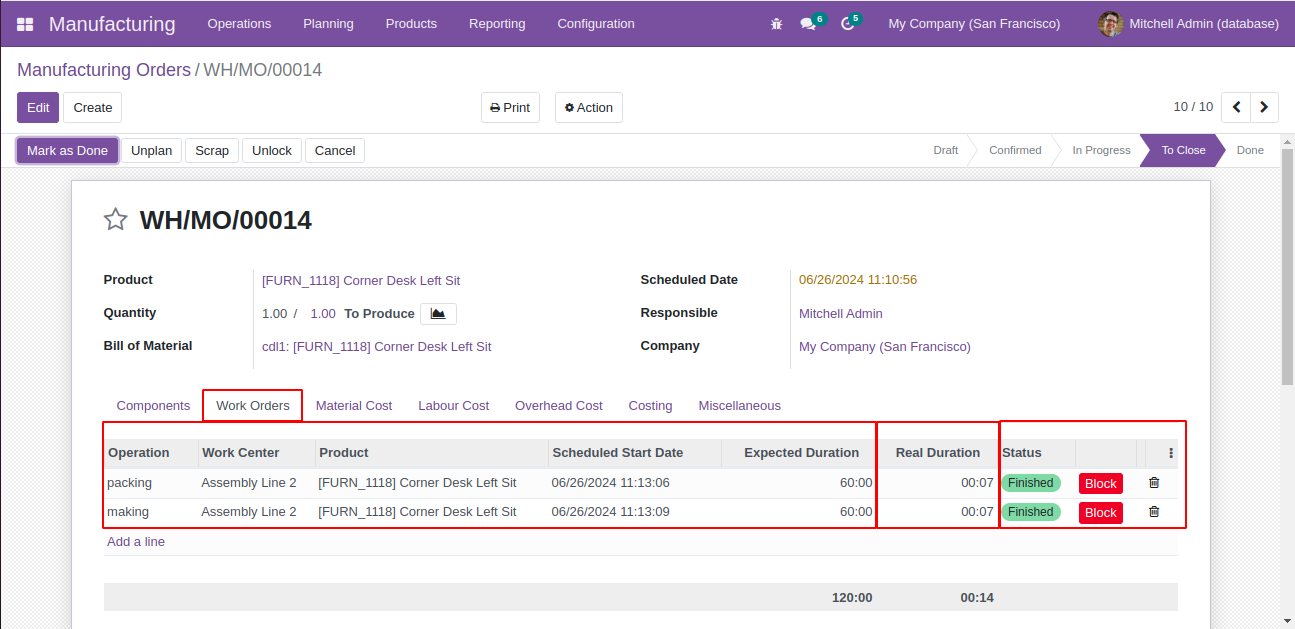 Manufacturing Operations Planning Products Reporting Configuration 6 5 My Company (San Francisco) Mitchell Admin (database)
Manufacturing Orders / WH/MO/00014
Edit Create Print Action 10 / 10
Mark as Done Unplan Scrap Unlock Cancel Draft Confirmed In Progress To Close Done
WH/MO/00014
Product [FURN_1118] Corner Desk Left Sit Scheduled Date 06/26/2024 11:10:56
Quantity 1.00 / 1.00 To Produce Responsible Mitchell Admin
Bill of Material cdl1: [FURN_1118] Corner Desk Left Sit Company My Company (San Francisco)
Components Work Orders Material Cost Labour Cost Overhead Cost Costing Miscellaneous
Operation Work Center Product Scheduled Start Date Expected Duration Real Duration Status
packing Assembly Line 2 [FURN_1118] Corner Desk Left Sit 06/26/2024 11:13:06 60:00 00:07 Finished Block
making Assembly Line 2 [FURN_1118] Corner Desk Left Sit 06/26/2024 11:13:09 60:00 00:07 Finished Block
Add a line
120:00 00:14